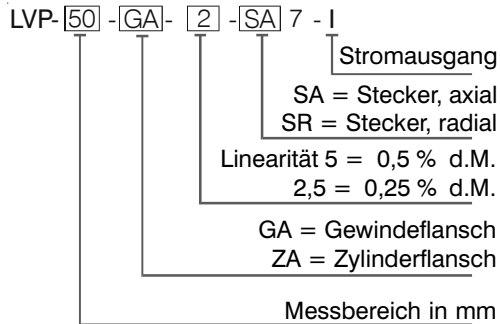 LVP- 50 -GA- 2 -SA 7 -I
Stromausgang
SA = Stecker, axial
SR = Stecker, radial
Linearität 5 = 0,5 % d.M.
2,5 = 0,25 % d.M.
GA = Gewindeflansch
ZA = Zylinderflansch
Messbereich in mm